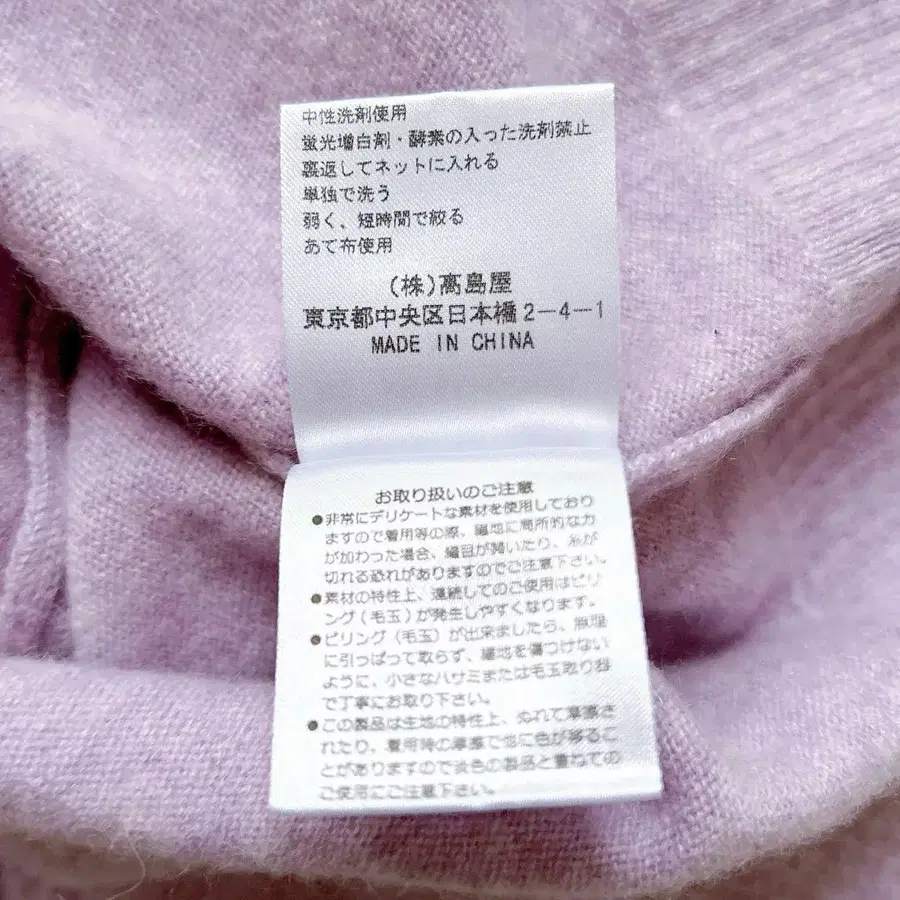 中性洗剤使用
蛍光増白剤・酵素の入った洗剤禁止
裏返してネットに入れる
単独で洗う
弱く、短時間で絞る
あて布使用
(株)高島屋
東京都中央区日本橋2-4-1
MADE IN CHINA
お取り扱いのご注意
●非常にデリケートな素材を使用しており
ますので着用等の際、編地に局所的な力
が加わった場合、編目が開いたり、糸が
切れる恐れがありますのでご注意下さい。
●素材の特性上、連続してのご使用はピリ
ング(毛玉)が発生しやすくなります。
●ピリング(毛玉)が出来ましたら、無理
に引っぱって取らず、編地を傷つけない
ように、小さなハサミまたは毛玉取り器
で丁寧にお取り下さい。
●この製品は生地の特性上、ぬれて摩擦さ
れたり、着用時の摩擦で他に色が移るこ
とがありますので淡色の製品と重ねての
ご使用にご注意下さい。